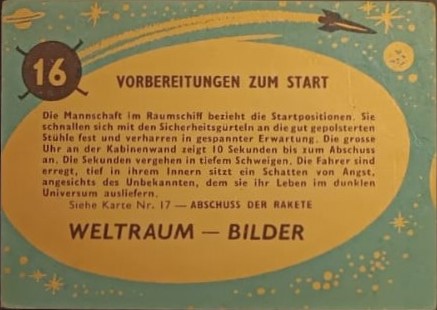 16
VORBEREITUNGEN ZUM START
Die Mannschaft im Raumschiff bezieht die Startpositionen. Sie
schnallen sich mit den Sicherheitsgürteln an die gut gepolsterten
Stühle fest und verharren in gespannter Erwartung. Die grosse
Uhr an der Kabinenwand zeigt 10 Sekunden bis zum Abschuss
an. Die Sekunden vergehen in tiefem Schweigen. Die Fahrer sind
erregt, tief in ihrem Innern sitzt ein Schatten von Angst,
angesichts des Unbekannten, dem sie ihr Leben im dunklen
Universum ausliefern.
Siehe Karte Nr. 17 — ABSCHUSS DER RAKETE
WELTRAUM — BILDER